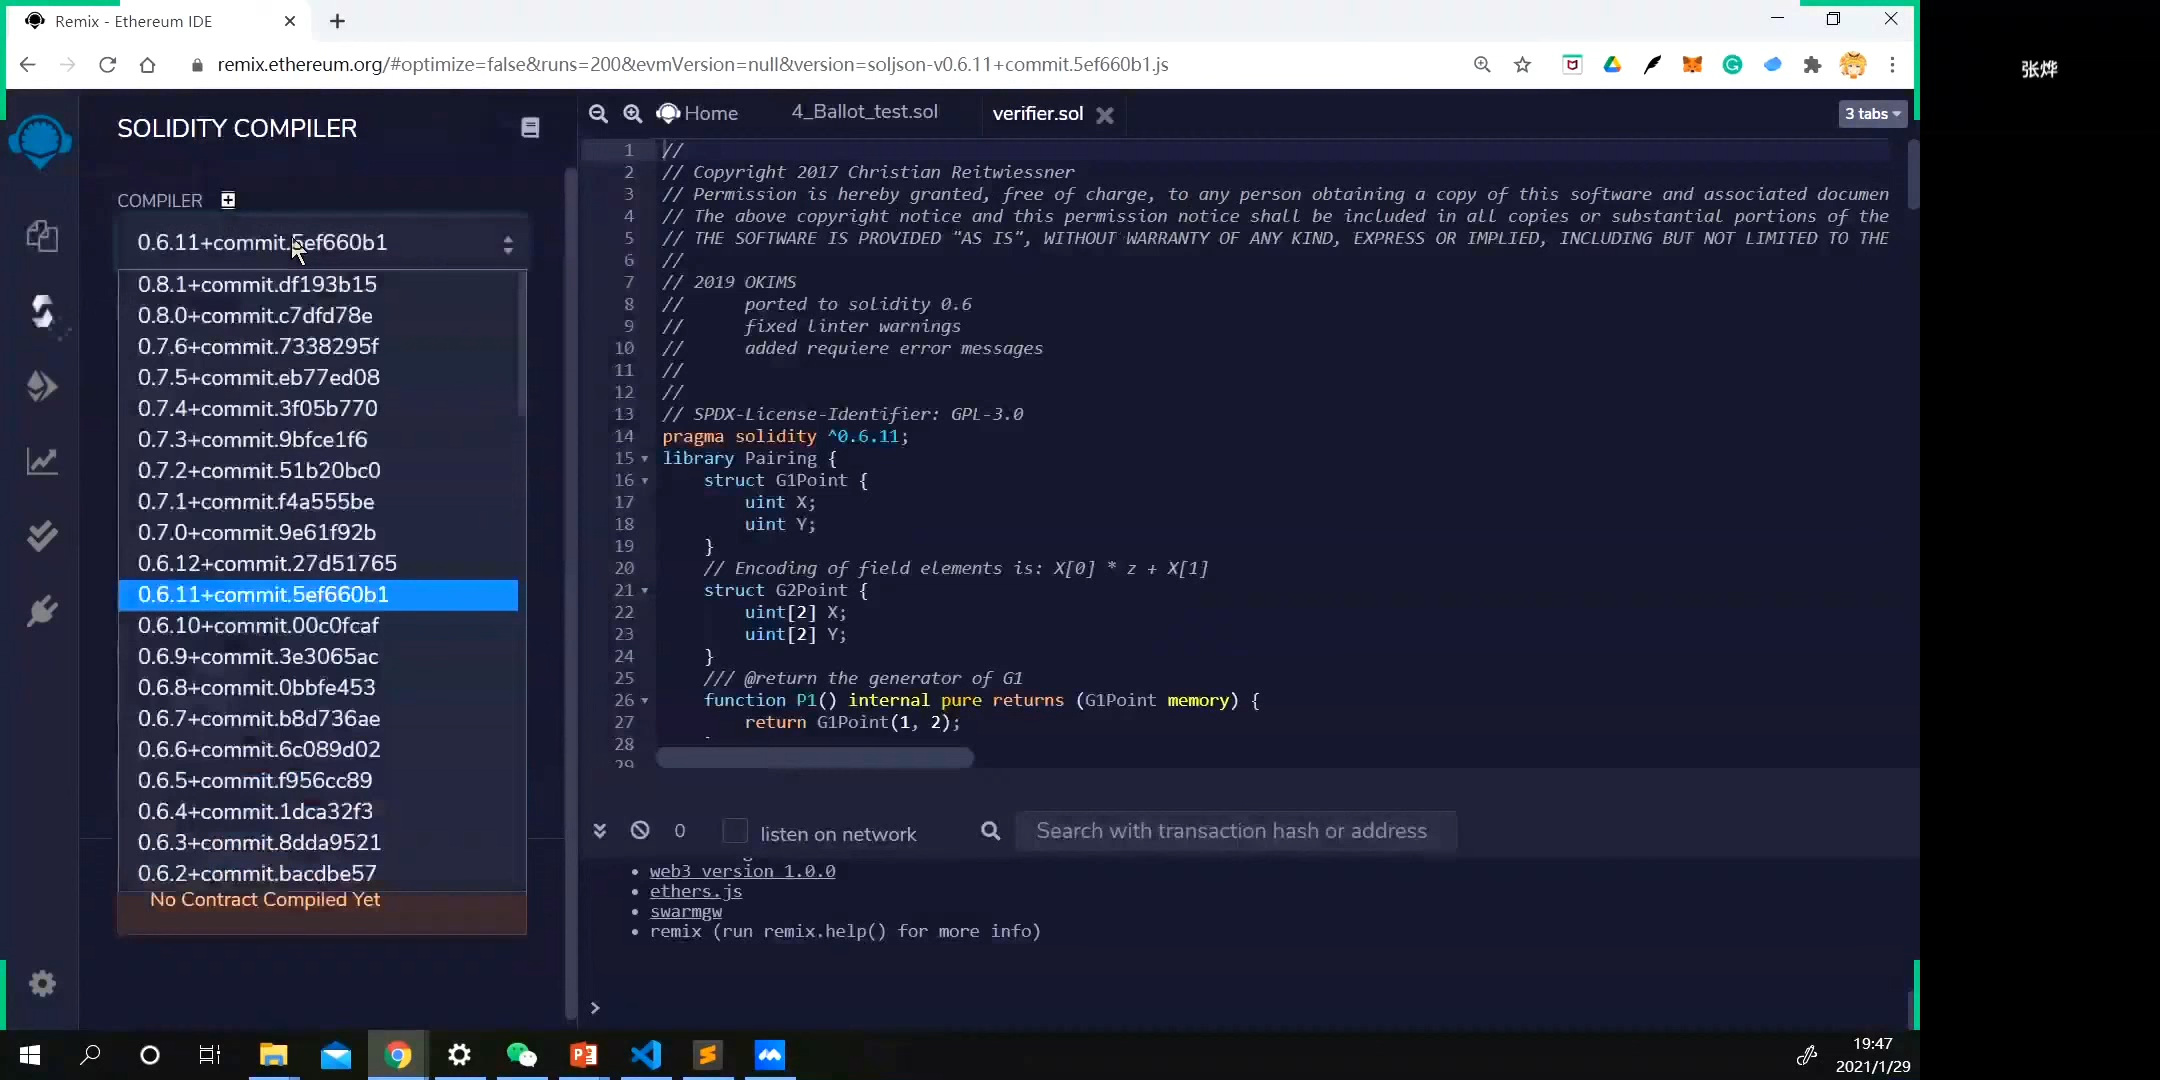 Remix - Ethereum IDE
remix.ethereum.org/#optimize=false&runs=200&evmVersion=null&version=soljson-v0.6.11+commit.5ef660b1.js
张烨
SOLIDITY COMPILER
COMPILER
0.6.11+commit.5ef660b1
0.8.1+commit.df193b15
0.8.0+commit.c7dfd78e
0.7.6+commit.7338295f
0.7.5+commit.eb77ed08
0.7.4+commit.3f05b770
0.7.3+commit.9bfce1f6
0.7.2+commit.51b20bc0
0.7.1+commit.f4a555be
0.7.0+commit.9e61f92b
0.6.12+commit.27d51765
0.6.11+commit.5ef660b1
0.6.10+commit.00c0fcaf
0.6.9+commit.3e3065ac
0.6.8+commit.0bbfe453
0.6.7+commit.b8d736ae
0.6.6+commit.6c089d02
0.6.5+commit.f956cc89
0.6.4+commit.1dca32f3
0.6.3+commit.8dda9521
0.6.2+commit.bacdbe57
No Contract Compiled Yet
Home 4_Ballot_test.sol verifier.sol 3 tabs
1 //
2 // Copyright 2017 Christian Reitwiessner
3 // Permission is hereby granted, free of charge, to any person obtaining a copy of this software and associated documen
4 // The above copyright notice and this permission notice shall be included in all copies or substantial portions of the
5 // THE SOFTWARE IS PROVIDED "AS IS", WITHOUT WARRANTY OF ANY KIND, EXPRESS OR IMPLIED, INCLUDING BUT NOT LIMITED TO THE
6 //
7 // 2019 OKIMS
8 // ported to solidity 0.6
9 // fixed linter warnings
10 // added requiere error messages
11 //
12 //
13 // SPDX-License-Identifier: GPL-3.0
14 pragma solidity ^0.6.11;
15 library Pairing {
16 struct G1Point {
17 uint X;
18 uint Y;
19 }
20 // Encoding of field elements is: X[0] * z + X[1]
21 struct G2Point {
22 uint[2] X;
23 uint[2] Y;
24 }
25 /// @return the generator of G1
26 function P1() internal pure returns (G1Point memory) {
27 return G1Point(1, 2);
28
29
0 listen on network Search with transaction hash or address
• web3 version 1.0.0
• ethers.js
• swarmgw
• remix (run remix.help() for more info)
>
19:47
2021/1/29